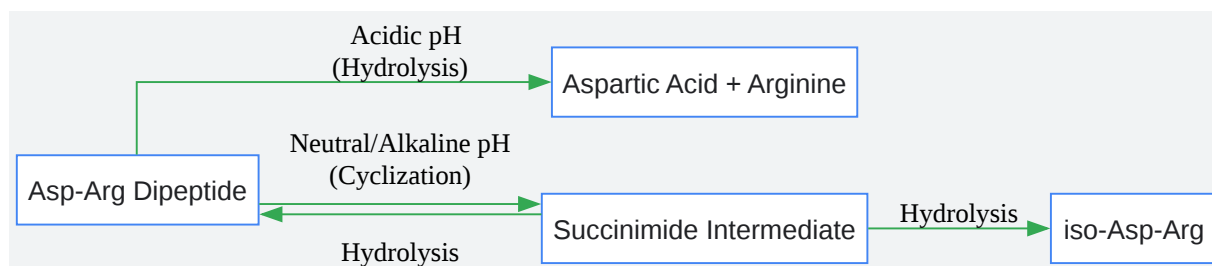 Acidic pH
(Hydrolysis)
Aspartic Acid + Arginine
Neutral/Alkaline pH
(Cyclization)
Asp-Arg Dipeptide
Succinimide Intermediate
Hydrolysis
iso-Asp-Arg
Hydrolysis